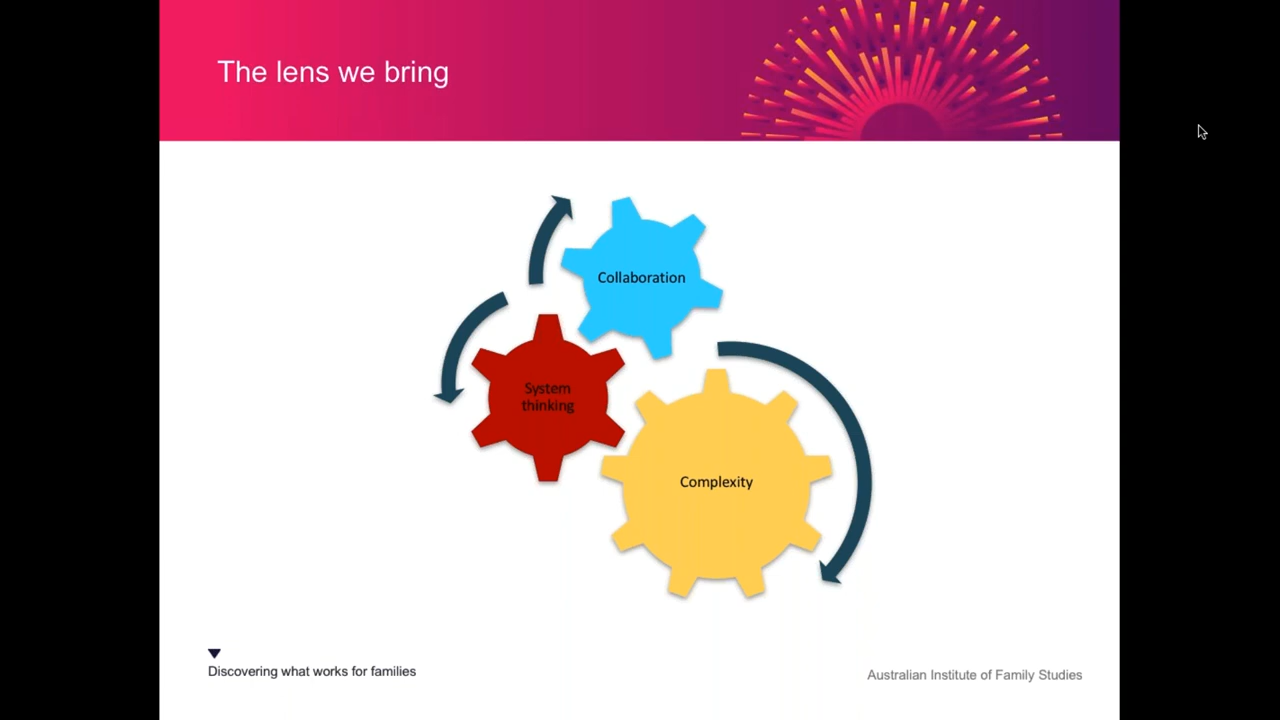 The lens we bring
Collaboration
System
thinking
Complexity
Discovering what works for families
Australian Institute of Family Studies